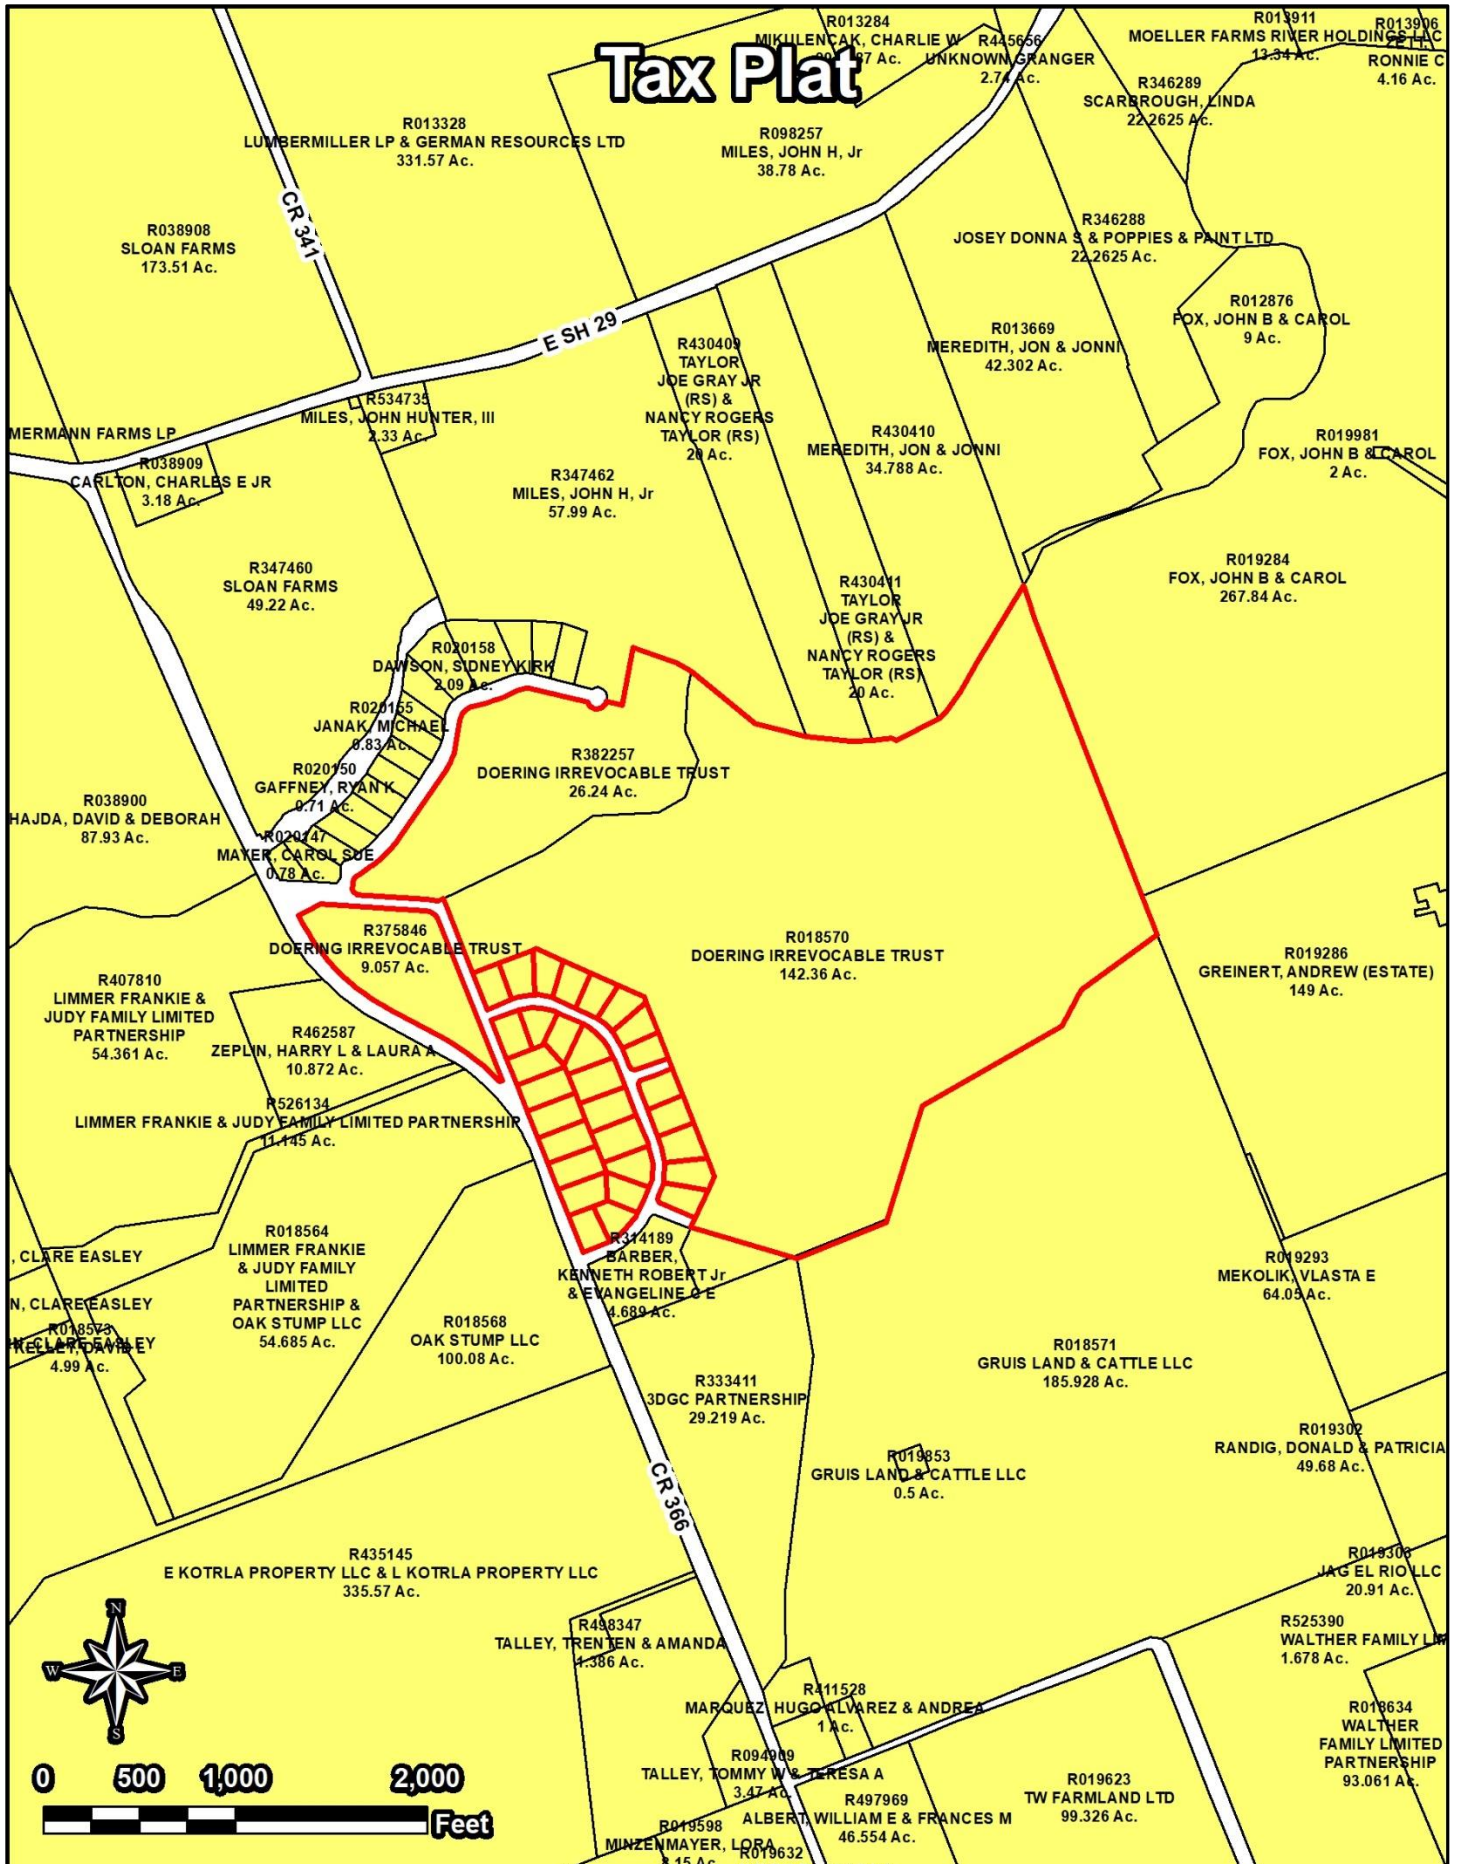 Tax Plat
R013284
MIKULENCAK, CHARLIE W
87 Ac.
R445656
UNKNOWN GRANGER
2.74 Ac.
R013911
MOELLER FARMS RIVER HOLDINGS LLC
13.34 Ac.
R013906
RONNIE C
4.16 Ac.
R346289
SCARBROUGH, LINDA
22.2625 Ac.
R013328
LUMBERMILLER LP & GERMAN RESOURCES LTD
331.57 Ac.
R098257
MILES, JOHN H, Jr
38.78 Ac.
CR 341
R038908
SLOAN FARMS
173.51 Ac.
R346288
JOSEY DONNA S & POPPIES & PAINT LTD
22.2625 Ac.
R012876
FOX, JOHN B & CAROL
9 Ac.
E SH 29
R430409
TAYLOR
JOE GRAY JR
(RS) &
NANCY ROGERS
TAYLOR (RS)
20 Ac.
R013669
MEREDITH, JON & JONNI
42.302 Ac.
R534735
MILES, JOHN HUNTER, III
2.33 Ac.
MERMANN FARMS LP
R038909
CARLTON, CHARLES E JR
3.18 Ac.
R430410
MEREDITH, JON & JONNI
34.788 Ac.
R019981
FOX, JOHN B & CAROL
2 Ac.
R347462
MILES, JOHN H, Jr
57.99 Ac.
R347460
SLOAN FARMS
49.22 Ac.
R430411
TAYLOR
JOE GRAY JR
(RS) &
NANCY ROGERS
TAYLOR (RS)
20 Ac.
R019284
FOX, JOHN B & CAROL
267.84 Ac.
R020158
DAWSON, SIDNEY KIRK
2.09 Ac.
R020155
JANAK, MICHAEL
0.83 Ac.
R020150
GAFFNEY, RYAN K
0.71 Ac.
R382257
DOERING IRREVOCABLE TRUST
26.24 Ac.
R038900
HAJDA, DAVID & DEBORAH
87.93 Ac.
R020147
MAYER, CAROL SUE
0.78 Ac.
R375846
DOERING IRREVOCABLE TRUST
9.057 Ac.
R018570
DOERING IRREVOCABLE TRUST
142.36 Ac.
R019286
GREINERT, ANDREW (ESTATE)
149 Ac.
R407810
LIMMER FRANKIE &
JUDY FAMILY LIMITED
PARTNERSHIP
54.361 Ac.
R462587
ZEPLIN, HARRY L & LAURA A
10.872 Ac.
R526134
LIMMER FRANKIE & JUDY FAMILY LIMITED PARTNERSHIP
11.145 Ac.
R018564
LIMMER FRANKIE
& JUDY FAMILY
LIMITED
PARTNERSHIP &
OAK STUMP LLC
54.685 Ac.
R314189
BARBER,
KENNETH ROBERT Jr
& EVANGELINE C E
4.689 Ac.
, CLARE EASLEY
N, CLARE EASLEY
R018573
KELLEY, DAVID L
4.99 Ac.
R018568
OAK STUMP LLC
100.08 Ac.
R019293
MEKOLIK, VLASTA E
64.05 Ac.
R018571
GRUIS LAND & CATTLE LLC
185.928 Ac.
R333411
3DGC PARTNERSHIP
29.219 Ac.
R019302
RANDIG, DONALD & PATRICIA
49.68 Ac.
R019853
GRUIS LAND & CATTLE LLC
0.5 Ac.
CR 366
R435145
E KOTRLA PROPERTY LLC & L KOTRLA PROPERTY LLC
335.57 Ac.
R019303
JAG EL RIO LLC
20.91 Ac.
R498347
TALLEY, TRENTEN & AMANDA
1.386 Ac.
R525390
WALTHER FAMILY LIM
1.678 Ac.
R411528
MARQUEZ, HUGO ALVAREZ & ANDREA
1 Ac.
R018634
WALTHER
FAMILY LIMITED
PARTNERSHIP
93.061 Ac.
R094909
TALLEY, TOMMY W & TERESA A
3.47 Ac.
R497969
ALBERT, WILLIAM E & FRANCES M
46.554 Ac.
R019623
TW FARMLAND LTD
99.326 Ac.
R019598
MINZENMAYER, LORA
8.15 Ac.
R019632
N
W
E
S
0 500 1,000 2,000
Feet